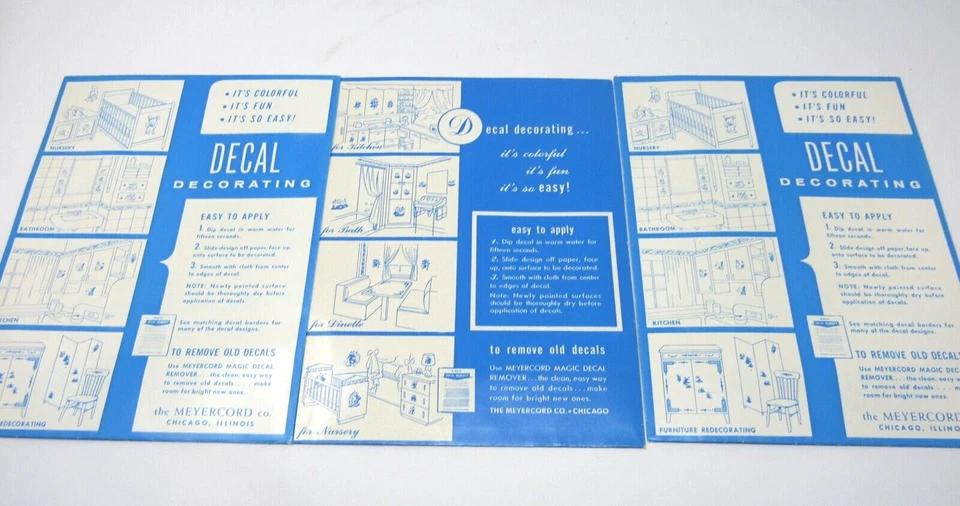 • IT'S COLORFUL
• IT'S FUN
• IT'S SO EASY!
DECAL
DECORATING
NURSERY
BATHROOM
KITCHEN
FURNITURE REDECORATING
EASY TO APPLY
1. Dip decal in warm water for
fifteen seconds.
2. Slide design off paper, face up,
onto surface to be decorated.
3. Smooth with cloth from center
to edges of decal.
NOTE: Newly painted surface
should be thoroughly dry before
application of decals.
See matching decal borders for
many of the decal designs.
TO REMOVE OLD DECALS
Use MEYERCORD MAGIC DECAL
REMOVER... the clean, easy way
to remove old decals... make
room for bright new ones.
the MEYERCORD co.
CHICAGO, ILLINOIS
Decal decorating...
it's colorful
it's fun
it's so easy!
for Kitchen
for Bath
for Dinette
for Nursery
easy to apply
1. Dip decal in warm water for
fifteen seconds.
2. Slide design off paper, face
up, onto surface to be decorated.
3. Smooth with cloth from center
to edges of decal.
Note: Newly painted surfaces
should be thoroughly dry before
application of decals.
to remove old decals
Use MEYERCORD MAGIC DECAL
REMOVER...the clean, easy way
to remove old decals...make
room for bright new ones.
THE MEYERCORD CO. • CHICAGO
• IT'S COLORFUL
• IT'S FUN
• IT'S SO EASY!
DECAL
DECORATING
NURSERY
BATHROOM
KITCHEN
FURNITURE REDECORATING
EASY TO APPLY
1. Dip decal in warm water for
fifteen seconds.
2. Slide design off paper, face up,
onto surface to be decorated.
3. Smooth with cloth from center
to edges of decal.
NOTE: Newly painted surface
should be thoroughly dry before
application of decals.
See matching decal borders for
many of the decal designs.
TO REMOVE OLD DECALS
Use MEYERCORD MAGIC DECAL
REMOVER... the clean, easy
to remove old decals... make
room for bright new ones.
the MEYERCORD
CHICAGO, ILLINOIS